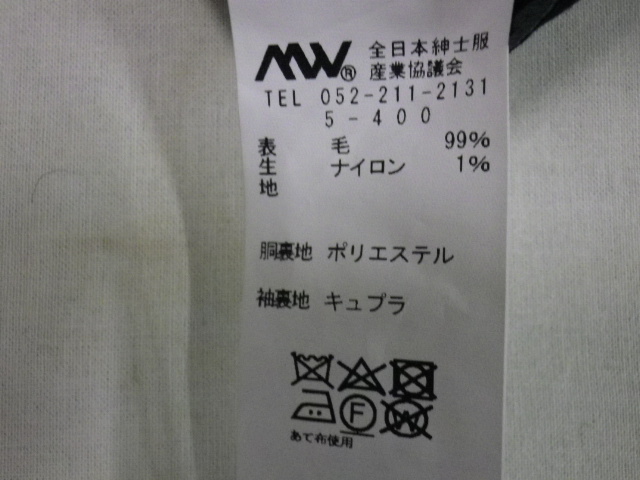 MW® 全日本紳士服
産業協議会
TEL 052-211-2131
5-400
表生地 毛 99%
ナイロン 1%
胴裏地 ポリエステル
袖裏地 キュプラ
F W
あて布使用